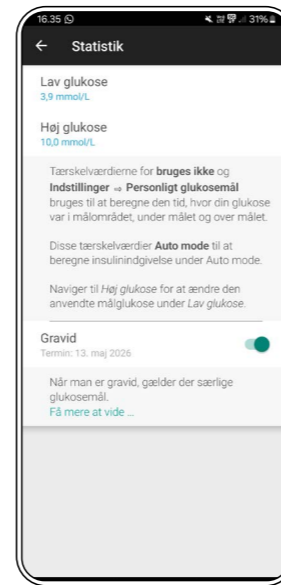 16.35 31%
Statistik
Lav glukose
3,9 mmol/L
Høj glukose
10,0 mmol/L
Tærskelværdierne for bruges ikke og
Indstillinger ⇒ Personligt glukosemål
bruges til at beregne den tid, hvor din glukose
var i målområdet, under målet og over målet.
Disse tærskelværdier Auto mode til at
beregne insulinindgivelse under Auto mode.
Naviger til Høj glukose for at ændre den
anvendte målglukose under Lav glukose.
Gravid
Termin: 13. maj 2026
Når man er gravid, gælder der særlige
glukosemål.
Få mere at vide ...